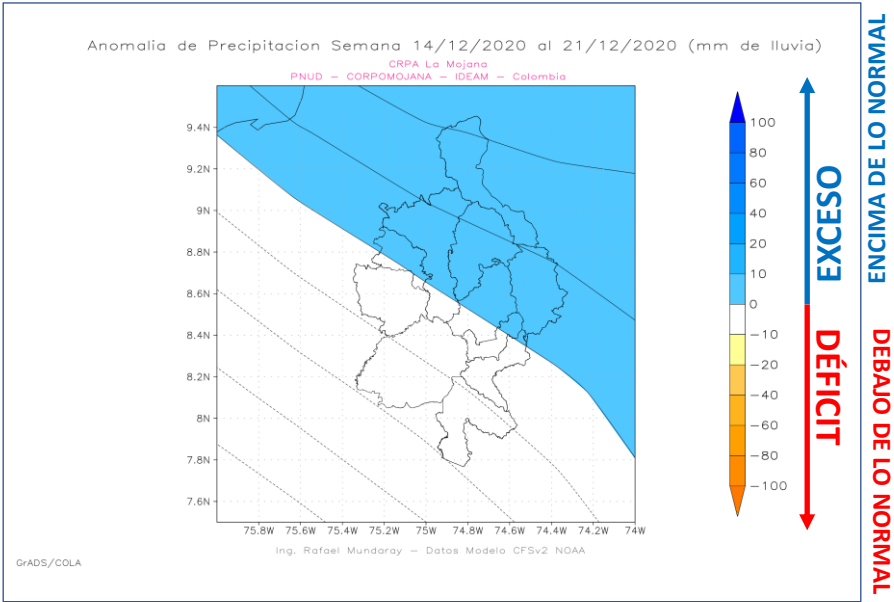 Anomalia de Precipitacion Semana 14/12/2020 al 21/12/2020 (mm de lluvia)
CRPA La Mojana
PNUD – CORPOMOJANA – IDEAM – Colombia
9.4N
9.2N
9N
8.8N
8.6N
8.4N
8.2N
8N
7.8N
7.6N
75.8W 75.6W 75.4W 75.2W 75W 74.8W 74.6W 74.4W 74.2W 74W
Ing. Rafael Mundaray – Datos Modelo CFSv2 NOAA
GrADS/COLA
100
80
60
40
20
10
0
−10
−20
−40
−60
−80
−100
EXCESO
DÉFICIT
ENCIMA DE LO NORMAL
DEBAJO DE LO NORMAL